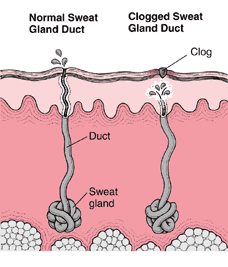 Normal Sweat
Gland Duct
Clogged Sweat
Gland Duct
Clog
Duct
Sweat
gland